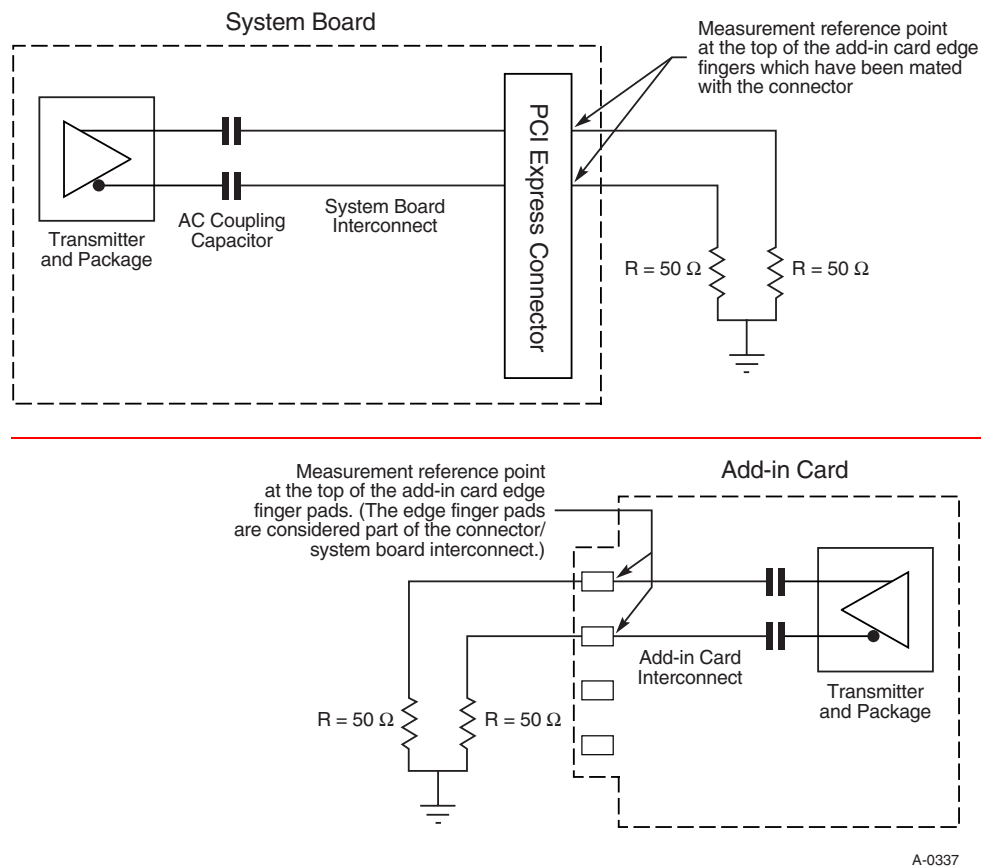 System Board
Measurement reference point
at the top of the add-in card edge
fingers which have been mated
with the connector
PCI Express Connector
Transmitter
and Package
AC Coupling
Capacitor
System Board
Interconnect
R = 50 Ω
R = 50 Ω
Measurement reference point
at the top of the add-in card edge
finger pads. (The edge finger pads
are considered part of the connector/
system board interconnect.)
Add-in Card
Add-in Card
Interconnect
Transmitter
and Package
R = 50 Ω
R = 50 Ω
A-0337